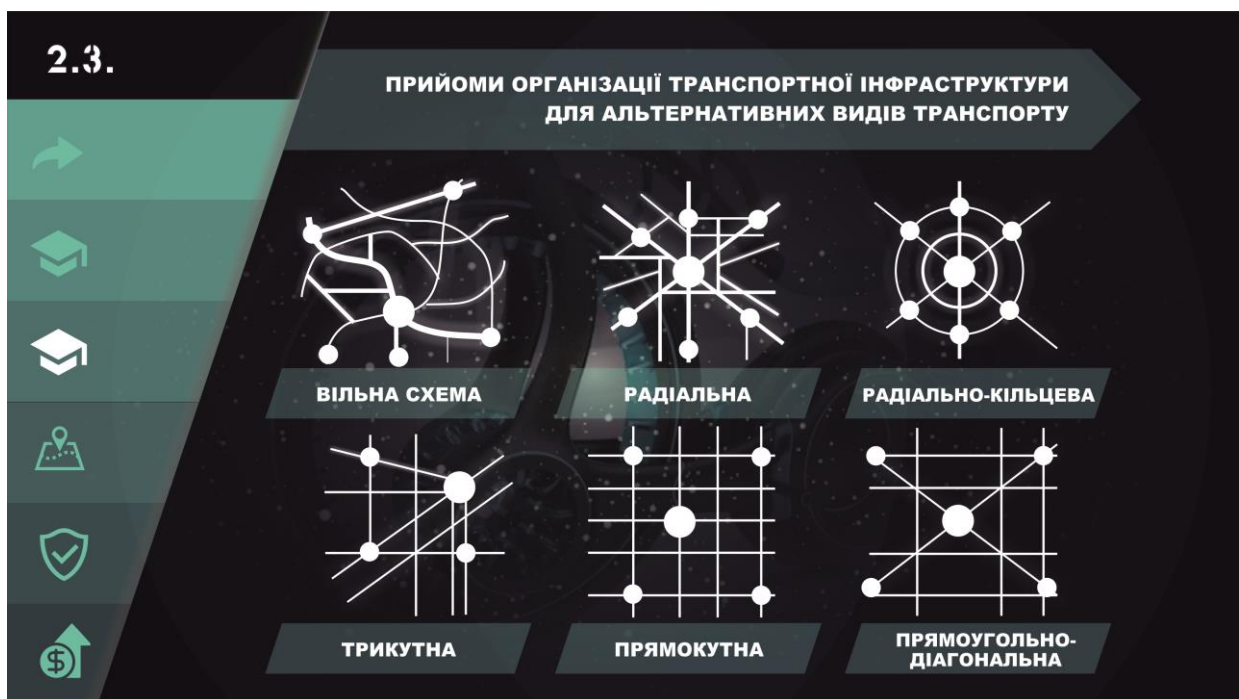 2.3.
ПРИЙОМИ ОРГАНІЗАЦІЇ ТРАНСПОРТНОЇ ІНФРАСТРУКТУРИ
ДЛЯ АЛЬТЕРНАТИВНИХ ВИДІВ ТРАНСПОРТУ
ВІЛЬНА СХЕМА
РАДІАЛЬНА
РАДІАЛЬНО-КІЛЬЦЕВА
ТРИКУТНА
ПРЯМОКУТНА
ПРЯМОУГОЛЬНО-
ДІАГОНАЛЬНА